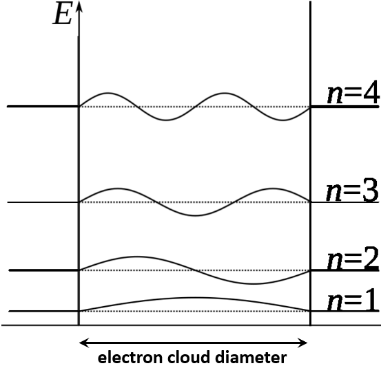 E
n=4
n=3
n=2
n=1
electron cloud diameter